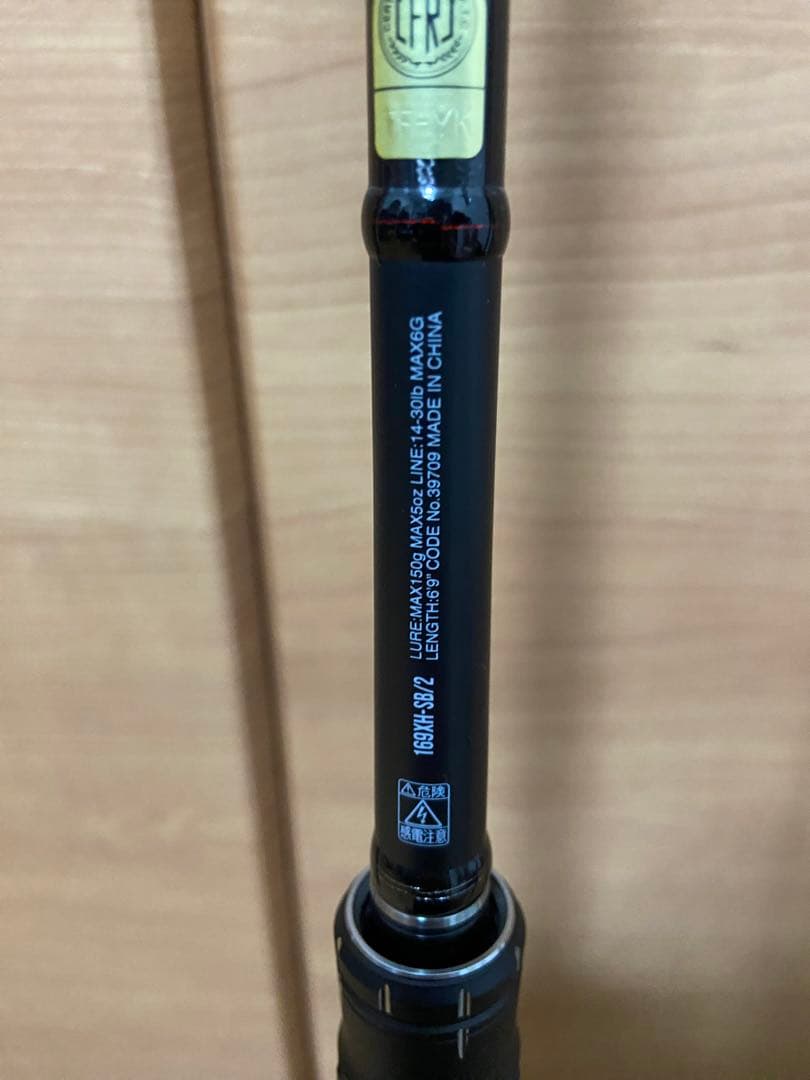 CFRJ
LURE:MAX150g MAX5oz LINE:14-30lb MAX6G
LENGTH:6'9" CODE No.39709 MADE IN CHINA
169XH-SB/2
⚠危険
感電注意